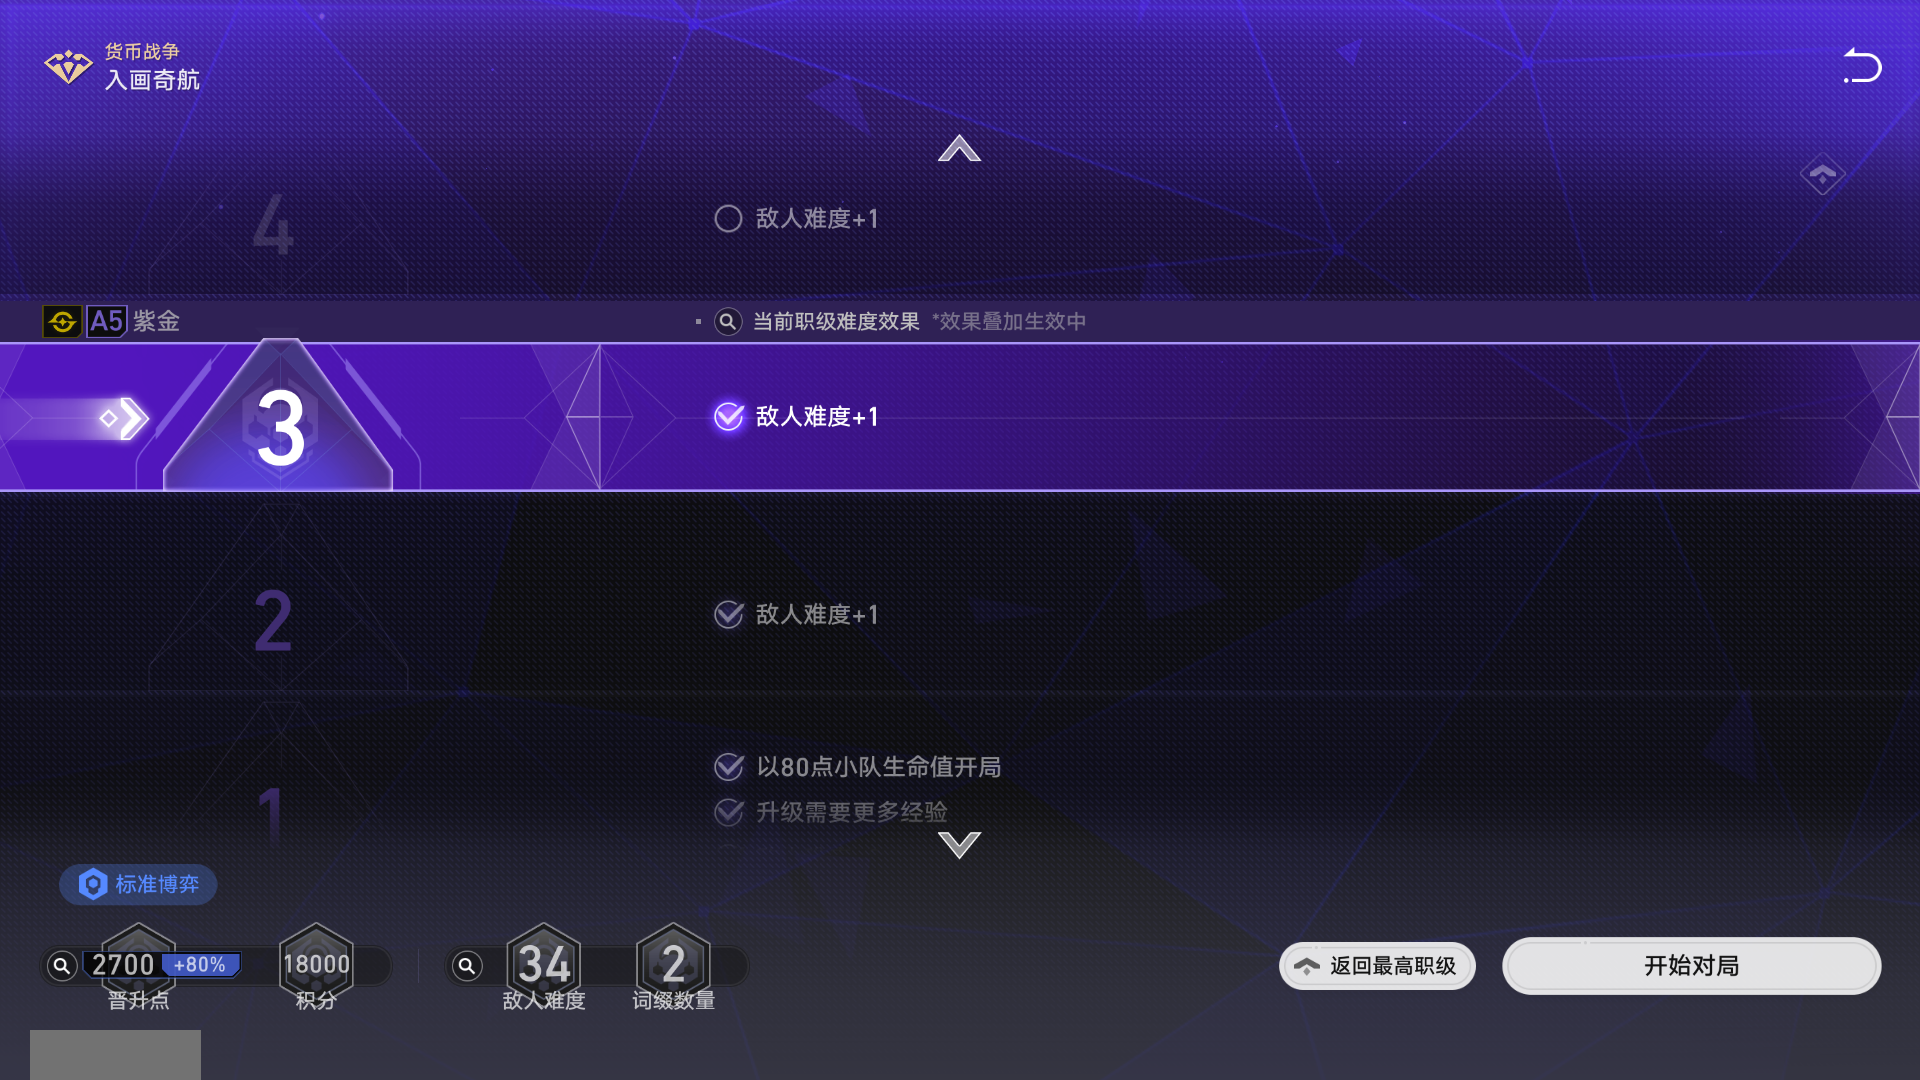 货币战争
入画奇航
4
敌人难度+1
A5 紫金
当前职级难度效果 *效果叠加生效中
3
敌人难度+1
2
敌人难度+1
1
以80点小队生命值开局
升级需要更多经验
标准博弈
2700 +80%
晋升点
18000
积分
34
敌人难度
2
词缀数量
返回最高职级
开始对局